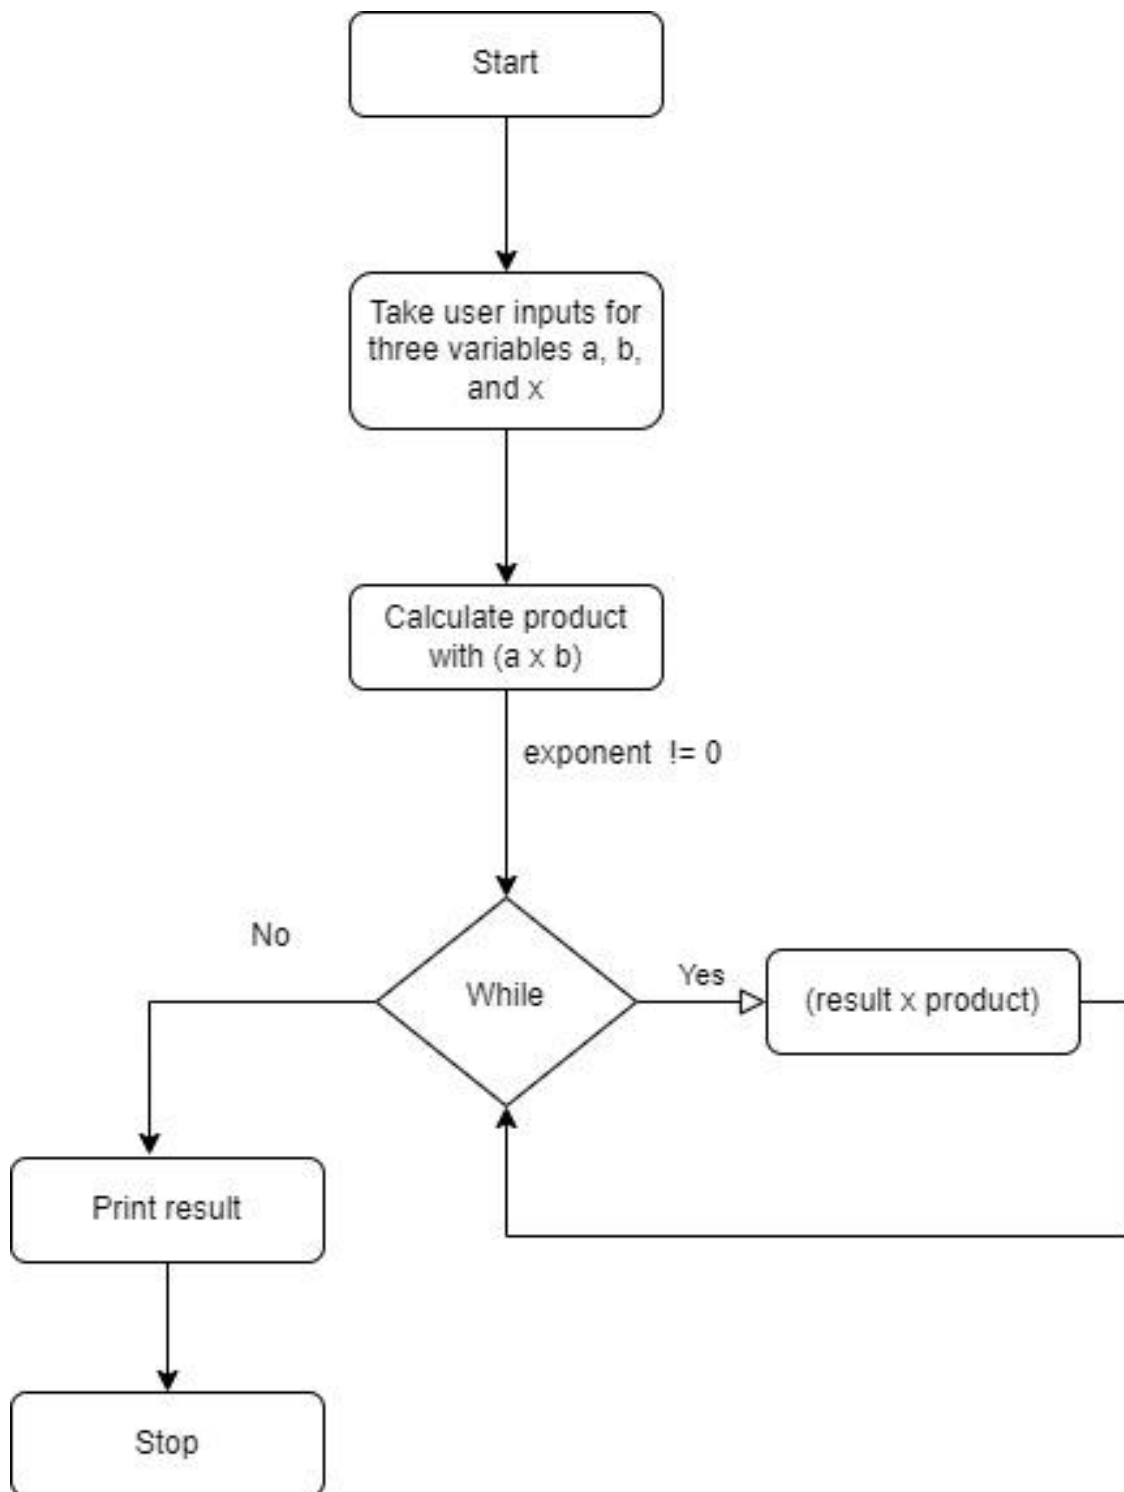 Start
Take user inputs for
three variables a, b,
and x
Calculate product
with (a x b)
exponent != 0
No
While
Yes
(result x product)
Print result
Stop